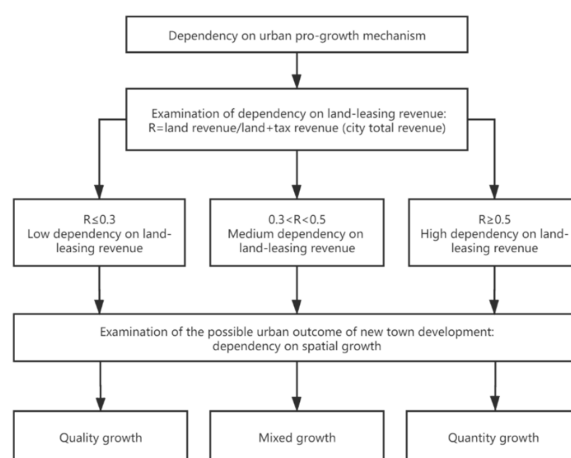 Dependency on urban pro-growth mechanism
Examination of dependency on land-leasing revenue:
R=land revenue/land+tax revenue (city total revenue)
R≤0.3
Low dependency on land-
leasing revenue
0.3<R<0.5
Medium dependency on
land-leasing revenue
R≥0.5
High dependency on land-
leasing revenue
Examination of the possible urban outcome of new town development:
dependency on spatial growth
Quality growth
Mixed growth
Quantity growth